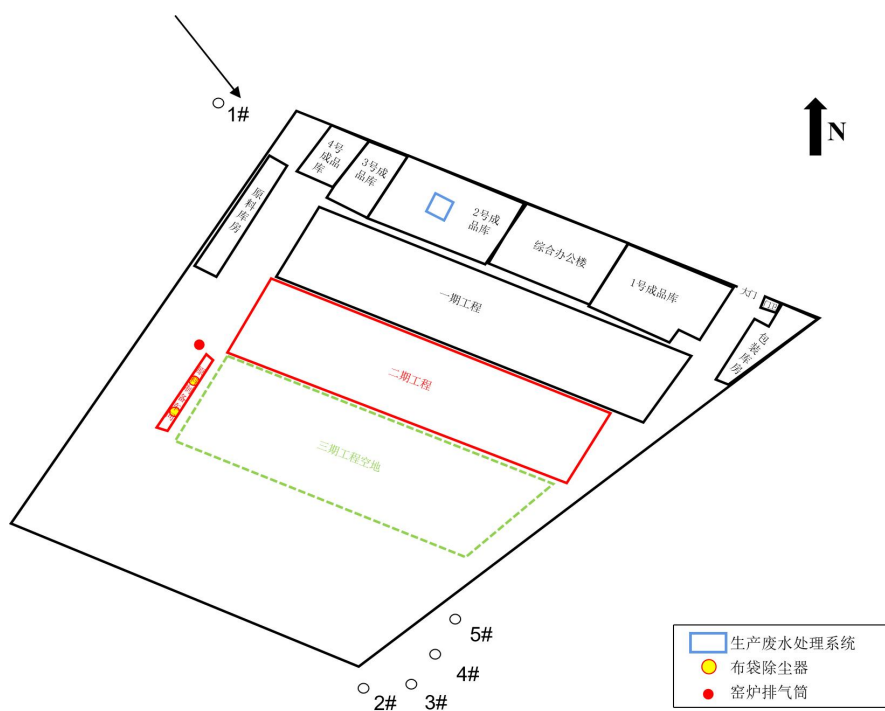 1#
N
4号
成品
库
3号成
品库
2号成
品库
原料库房
综合办公楼
1号成品库
大门
包装库房
一期工程
二期工程
三期工程空地
5#
4#
3#
2#
生产废水处理系统
布袋除尘器
窑炉排气筒